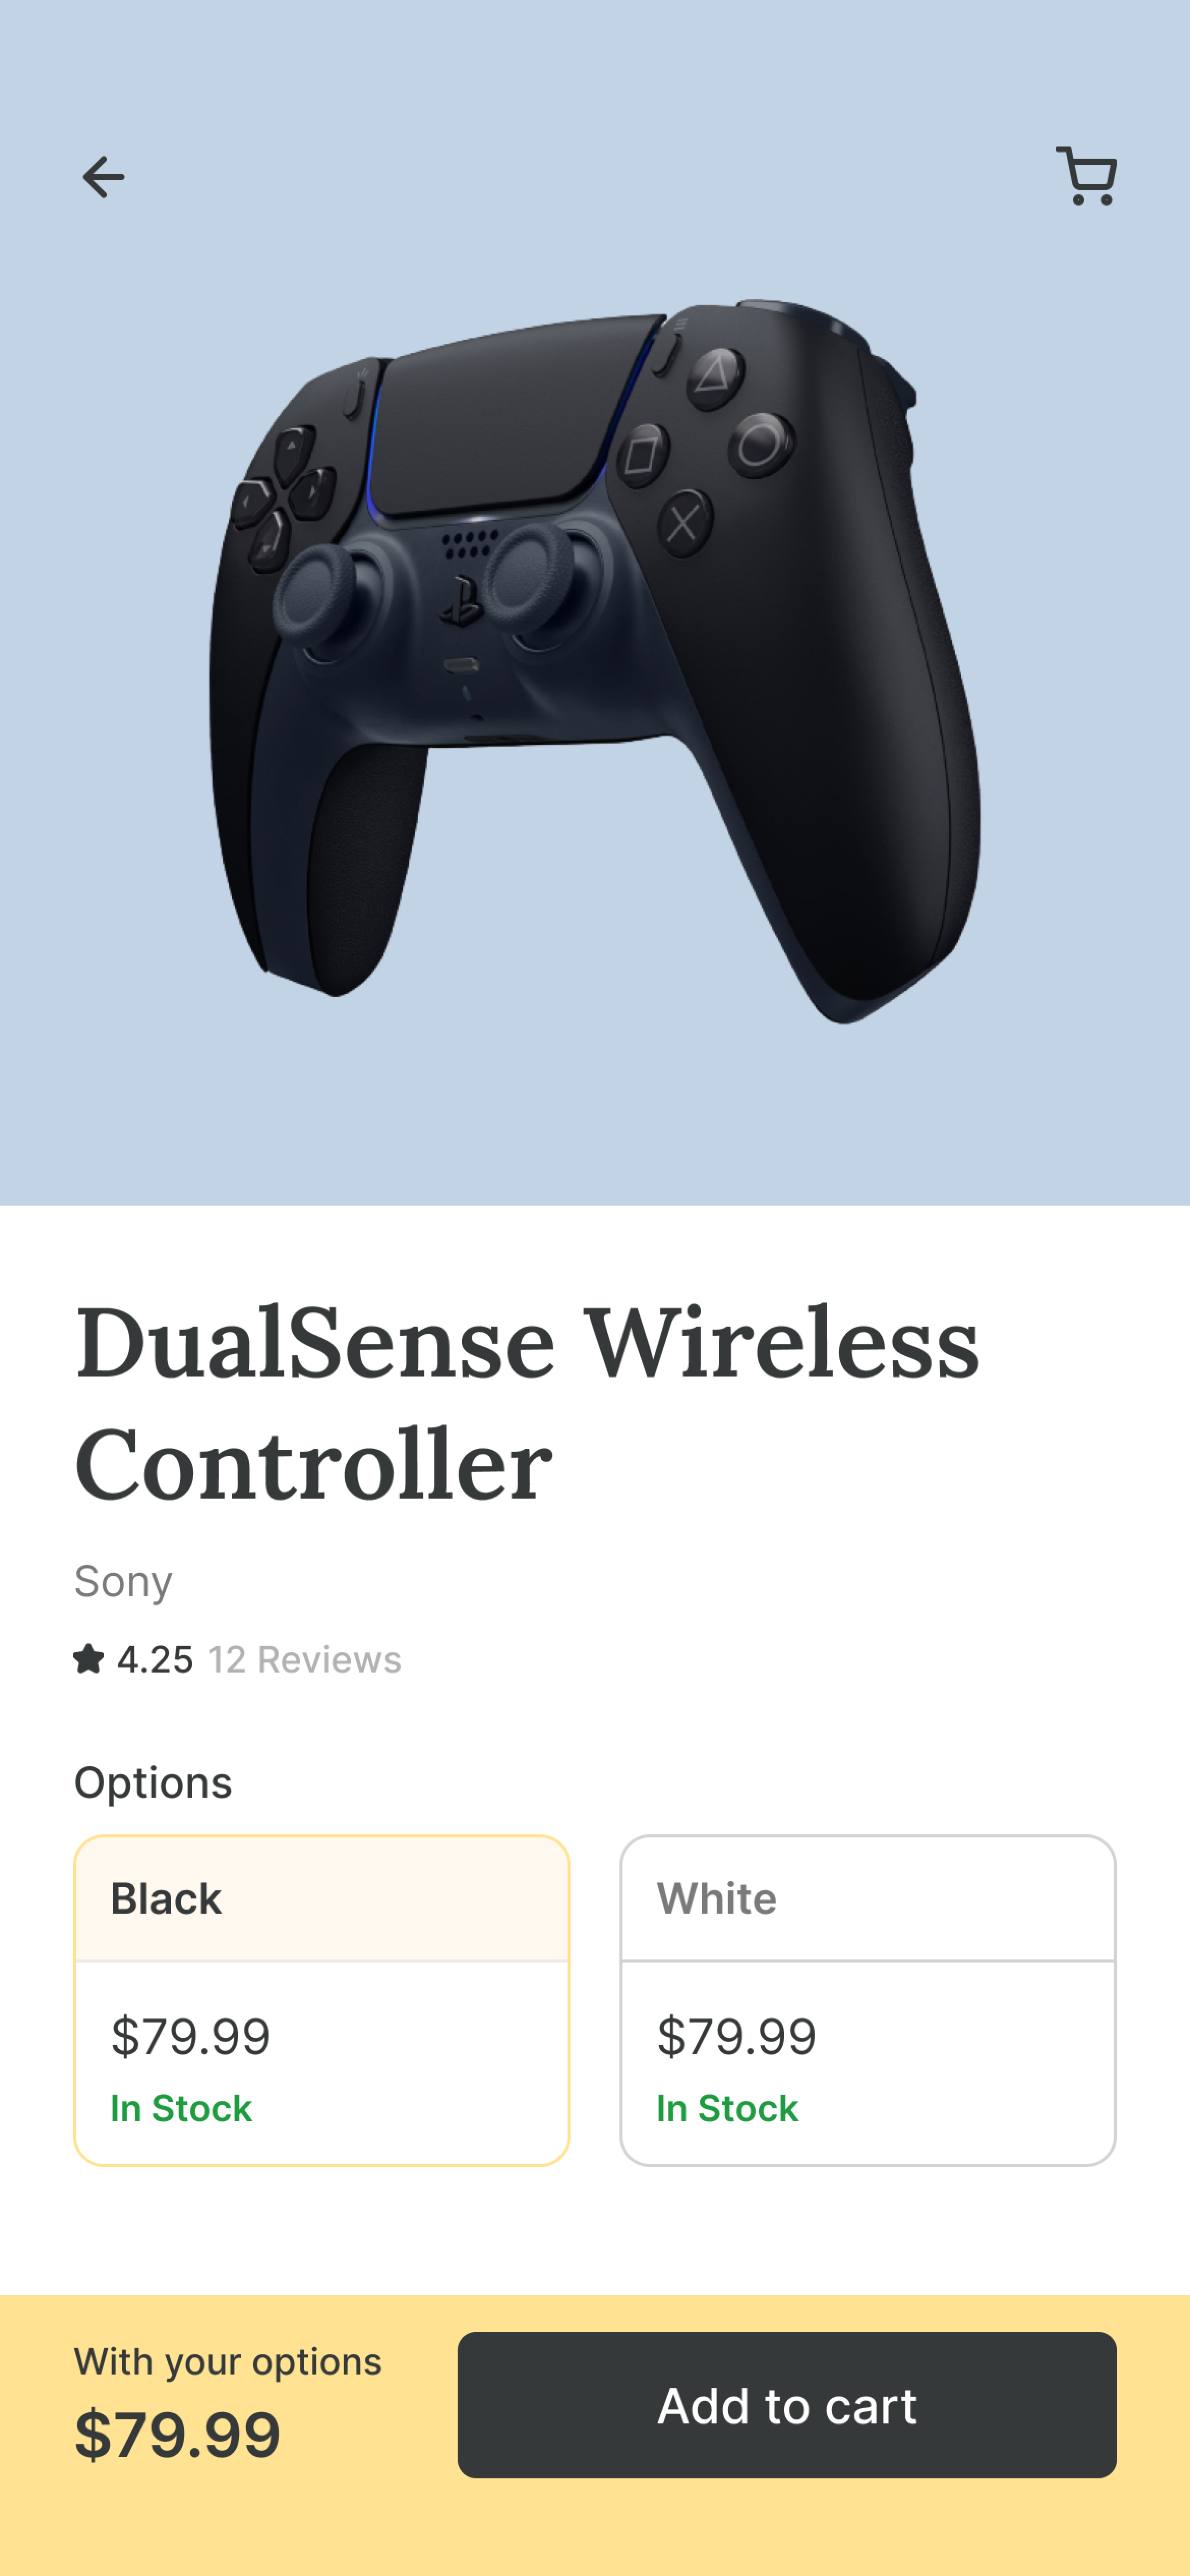 DualSense Wireless
Controller
Sony
4.25 12 Reviews
Options
Black
White
$79.99
$79.99
In Stock
In Stock
With your options
$79.99
Add to cart